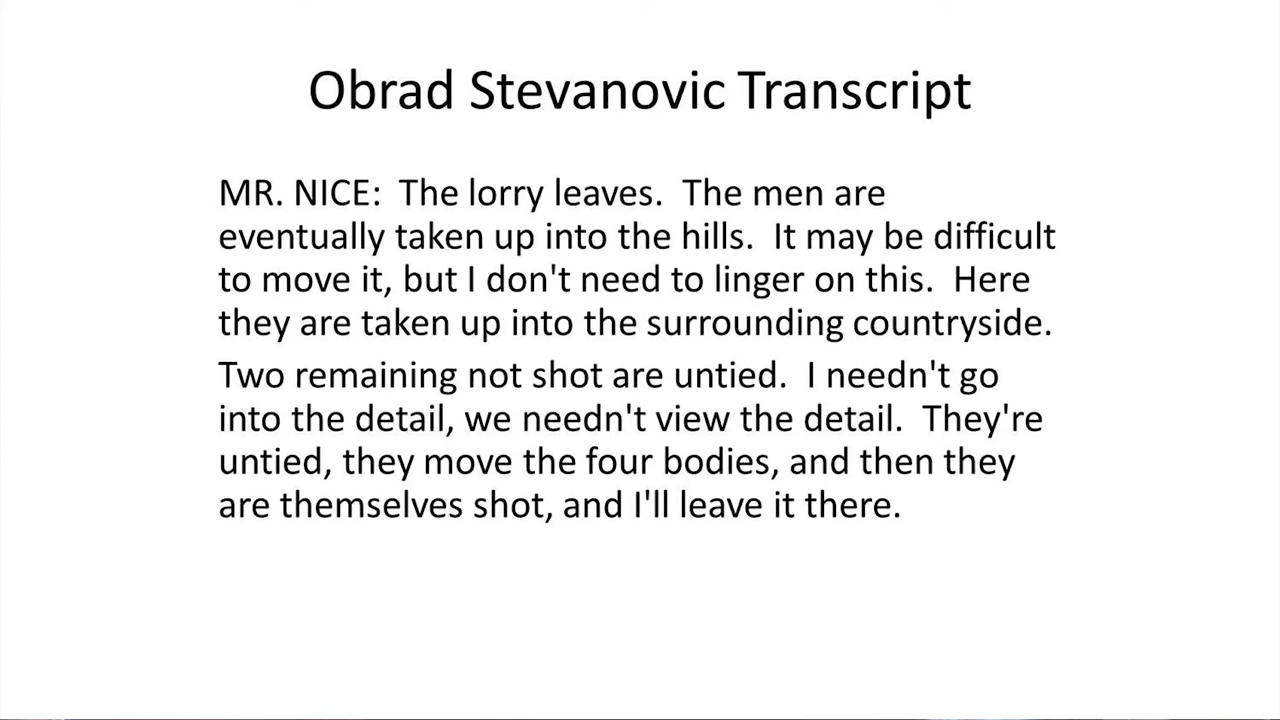 Obrad Stevanovic Transcript
MR. NICE:  The lorry leaves.  The men are
eventually taken up into the hills.  It may be difficult
to move it, but I don't need to linger on this.  Here
they are taken up into the surrounding countryside.
Two remaining not shot are untied.  I needn't go
into the detail, we needn't view the detail.  They're
untied, they move the four bodies, and then they
are themselves shot, and I'll leave it there.